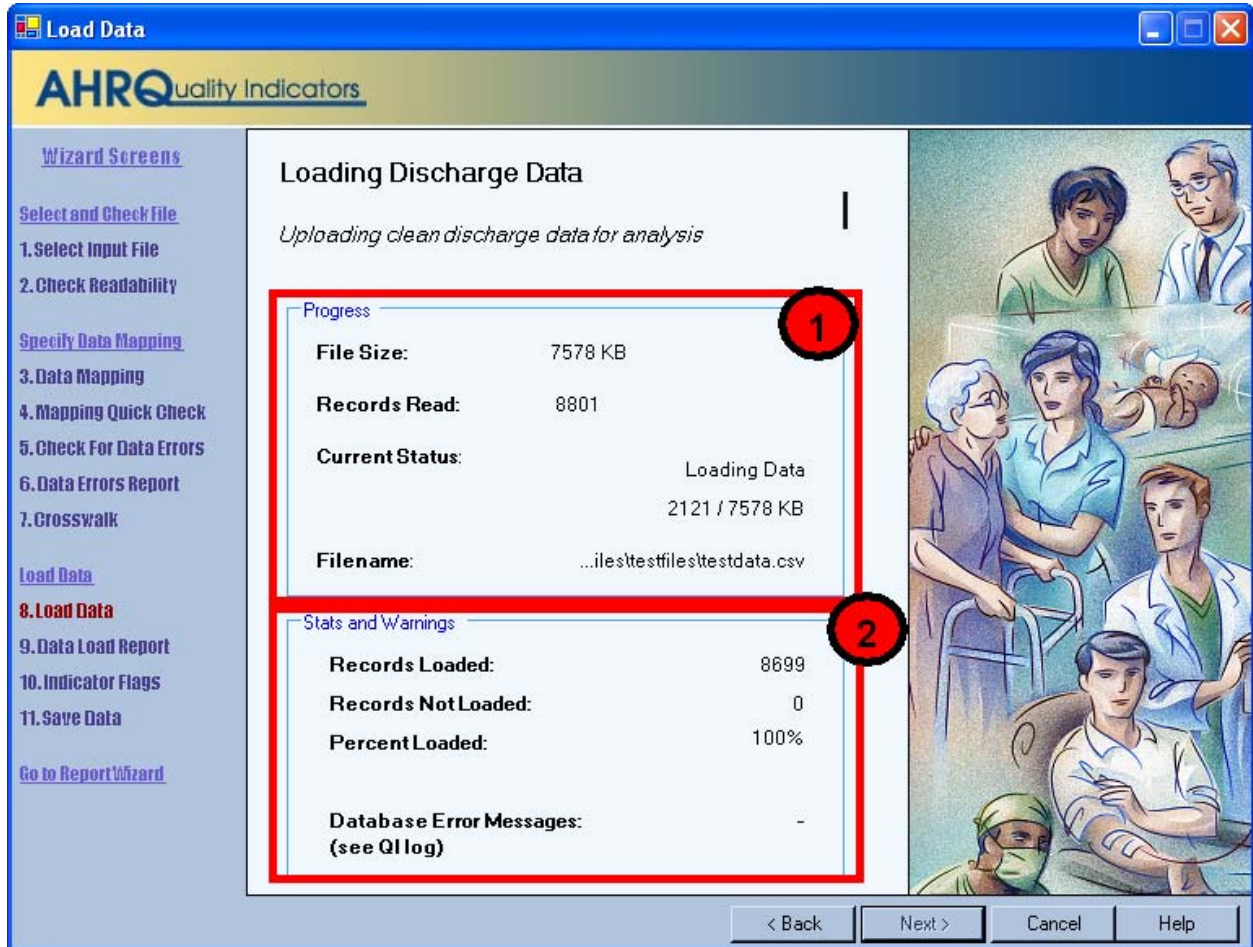 Load Data
AHRQuality Indicators
Wizard Screens
Select and Check File
1. Select Input File
2. Check Readability
Specify Data Mapping
3. Data Mapping
4. Mapping Quick Check
5. Check For Data Errors
6. Data Errors Report
7. Crosswalk
Load Data
8. Load Data
9. Data Load Report
10. Indicator Flags
11. Save Data
Go to Report Wizard
Loading Discharge Data
Uploading clean discharge data for analysis
Progress
1
File Size: 7578 KB
Records Read: 8801
Current Status: Loading Data
2121 / 7578 KB
Filename: ...iles\testfiles\testdata.csv
Stats and Warnings
2
Records Loaded: 8699
Records Not Loaded: 0
Percent Loaded: 100%
Database Error Messages: -
(see QI log)
< Back Next > Cancel Help